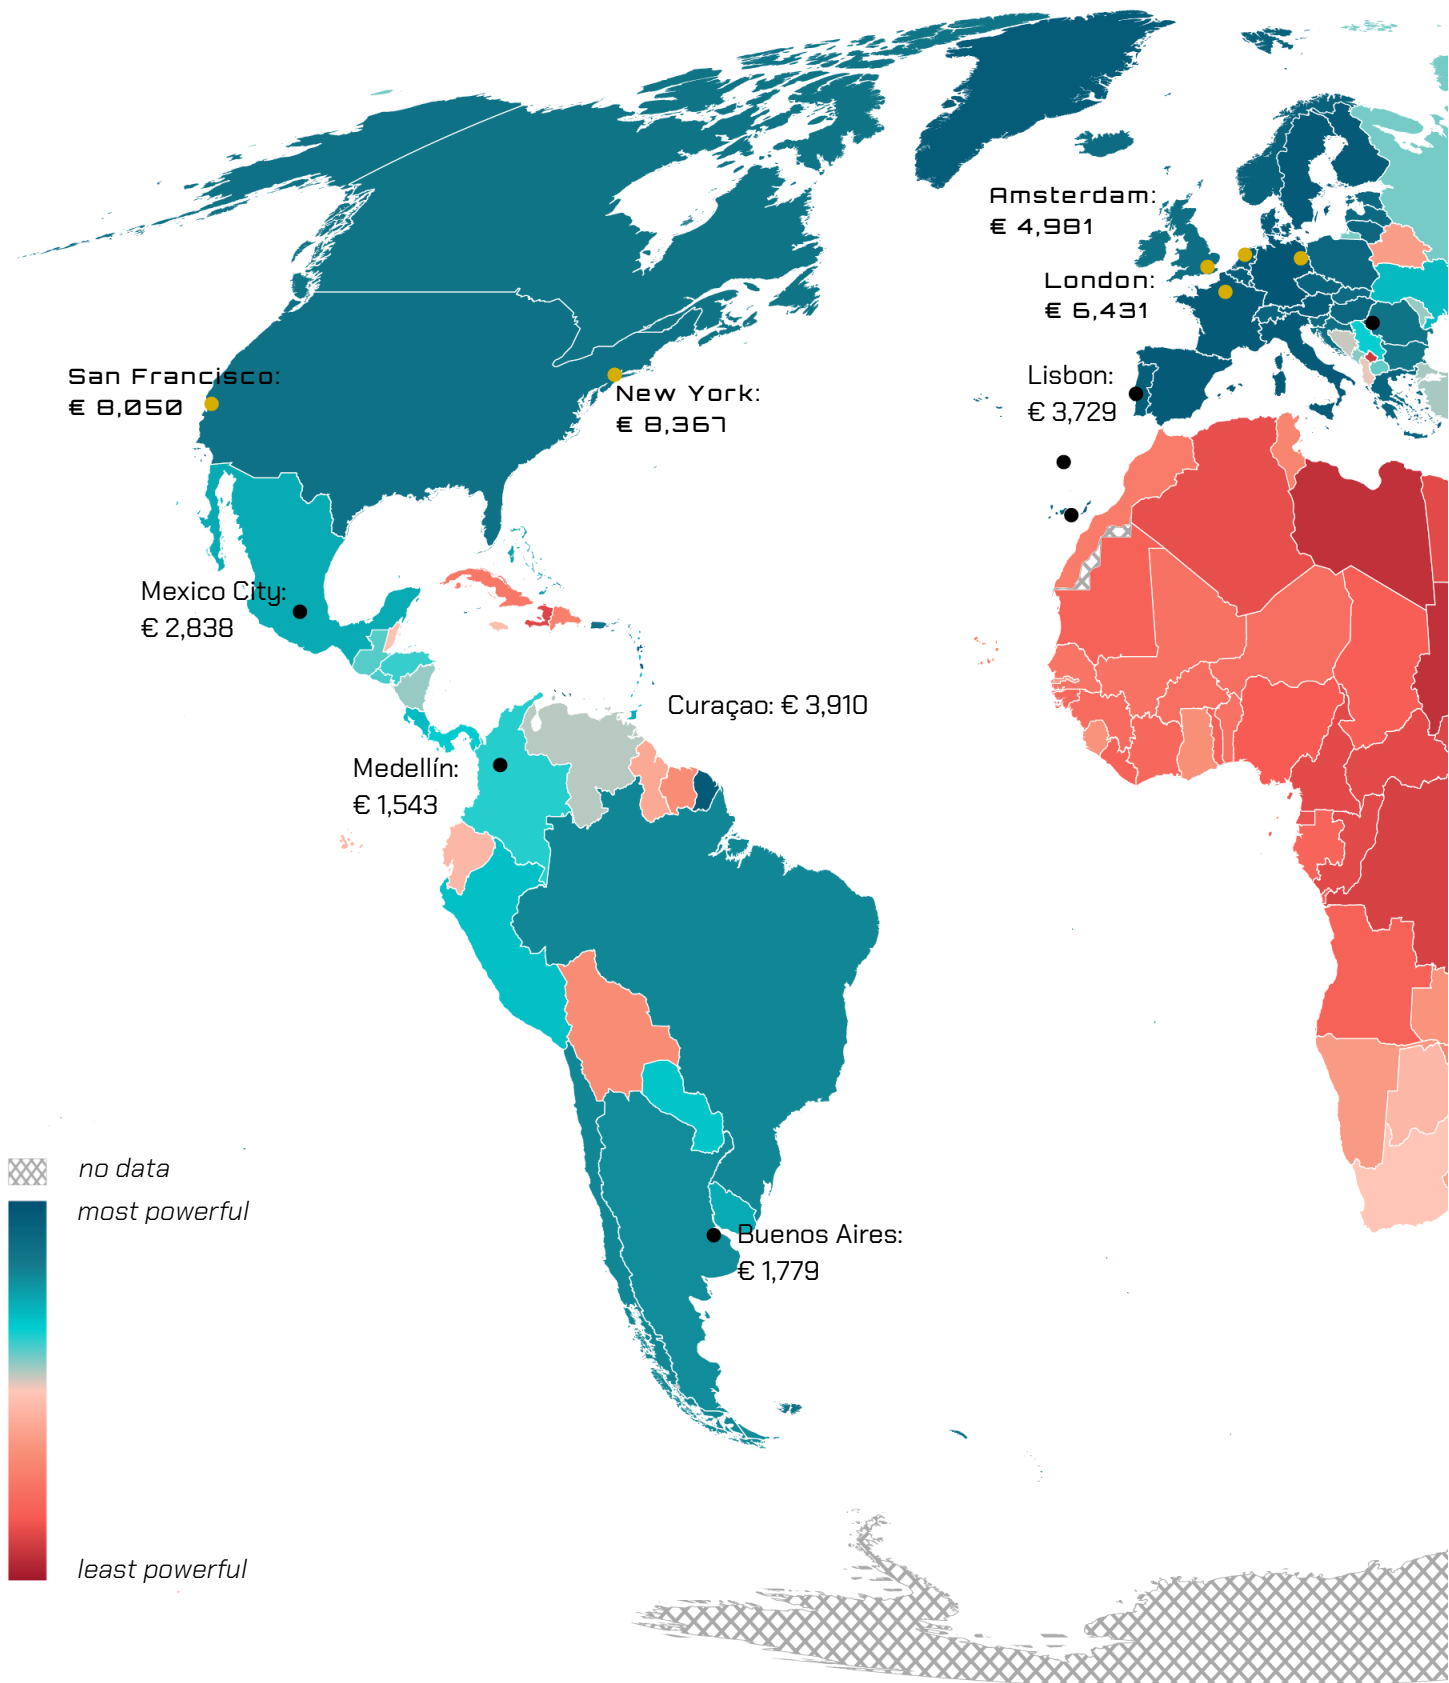 Amsterdam:
€ 4,981
London:
€ 6,431
San Francisco:
€ 8,050
New York:
€ 8,367
Lisbon:
€ 3,729
Mexico City:
€ 2,838
Curaçao: € 3,910
Medellín:
€ 1,543
no data
most powerful
Buenos Aires:
€ 1,779
least powerful